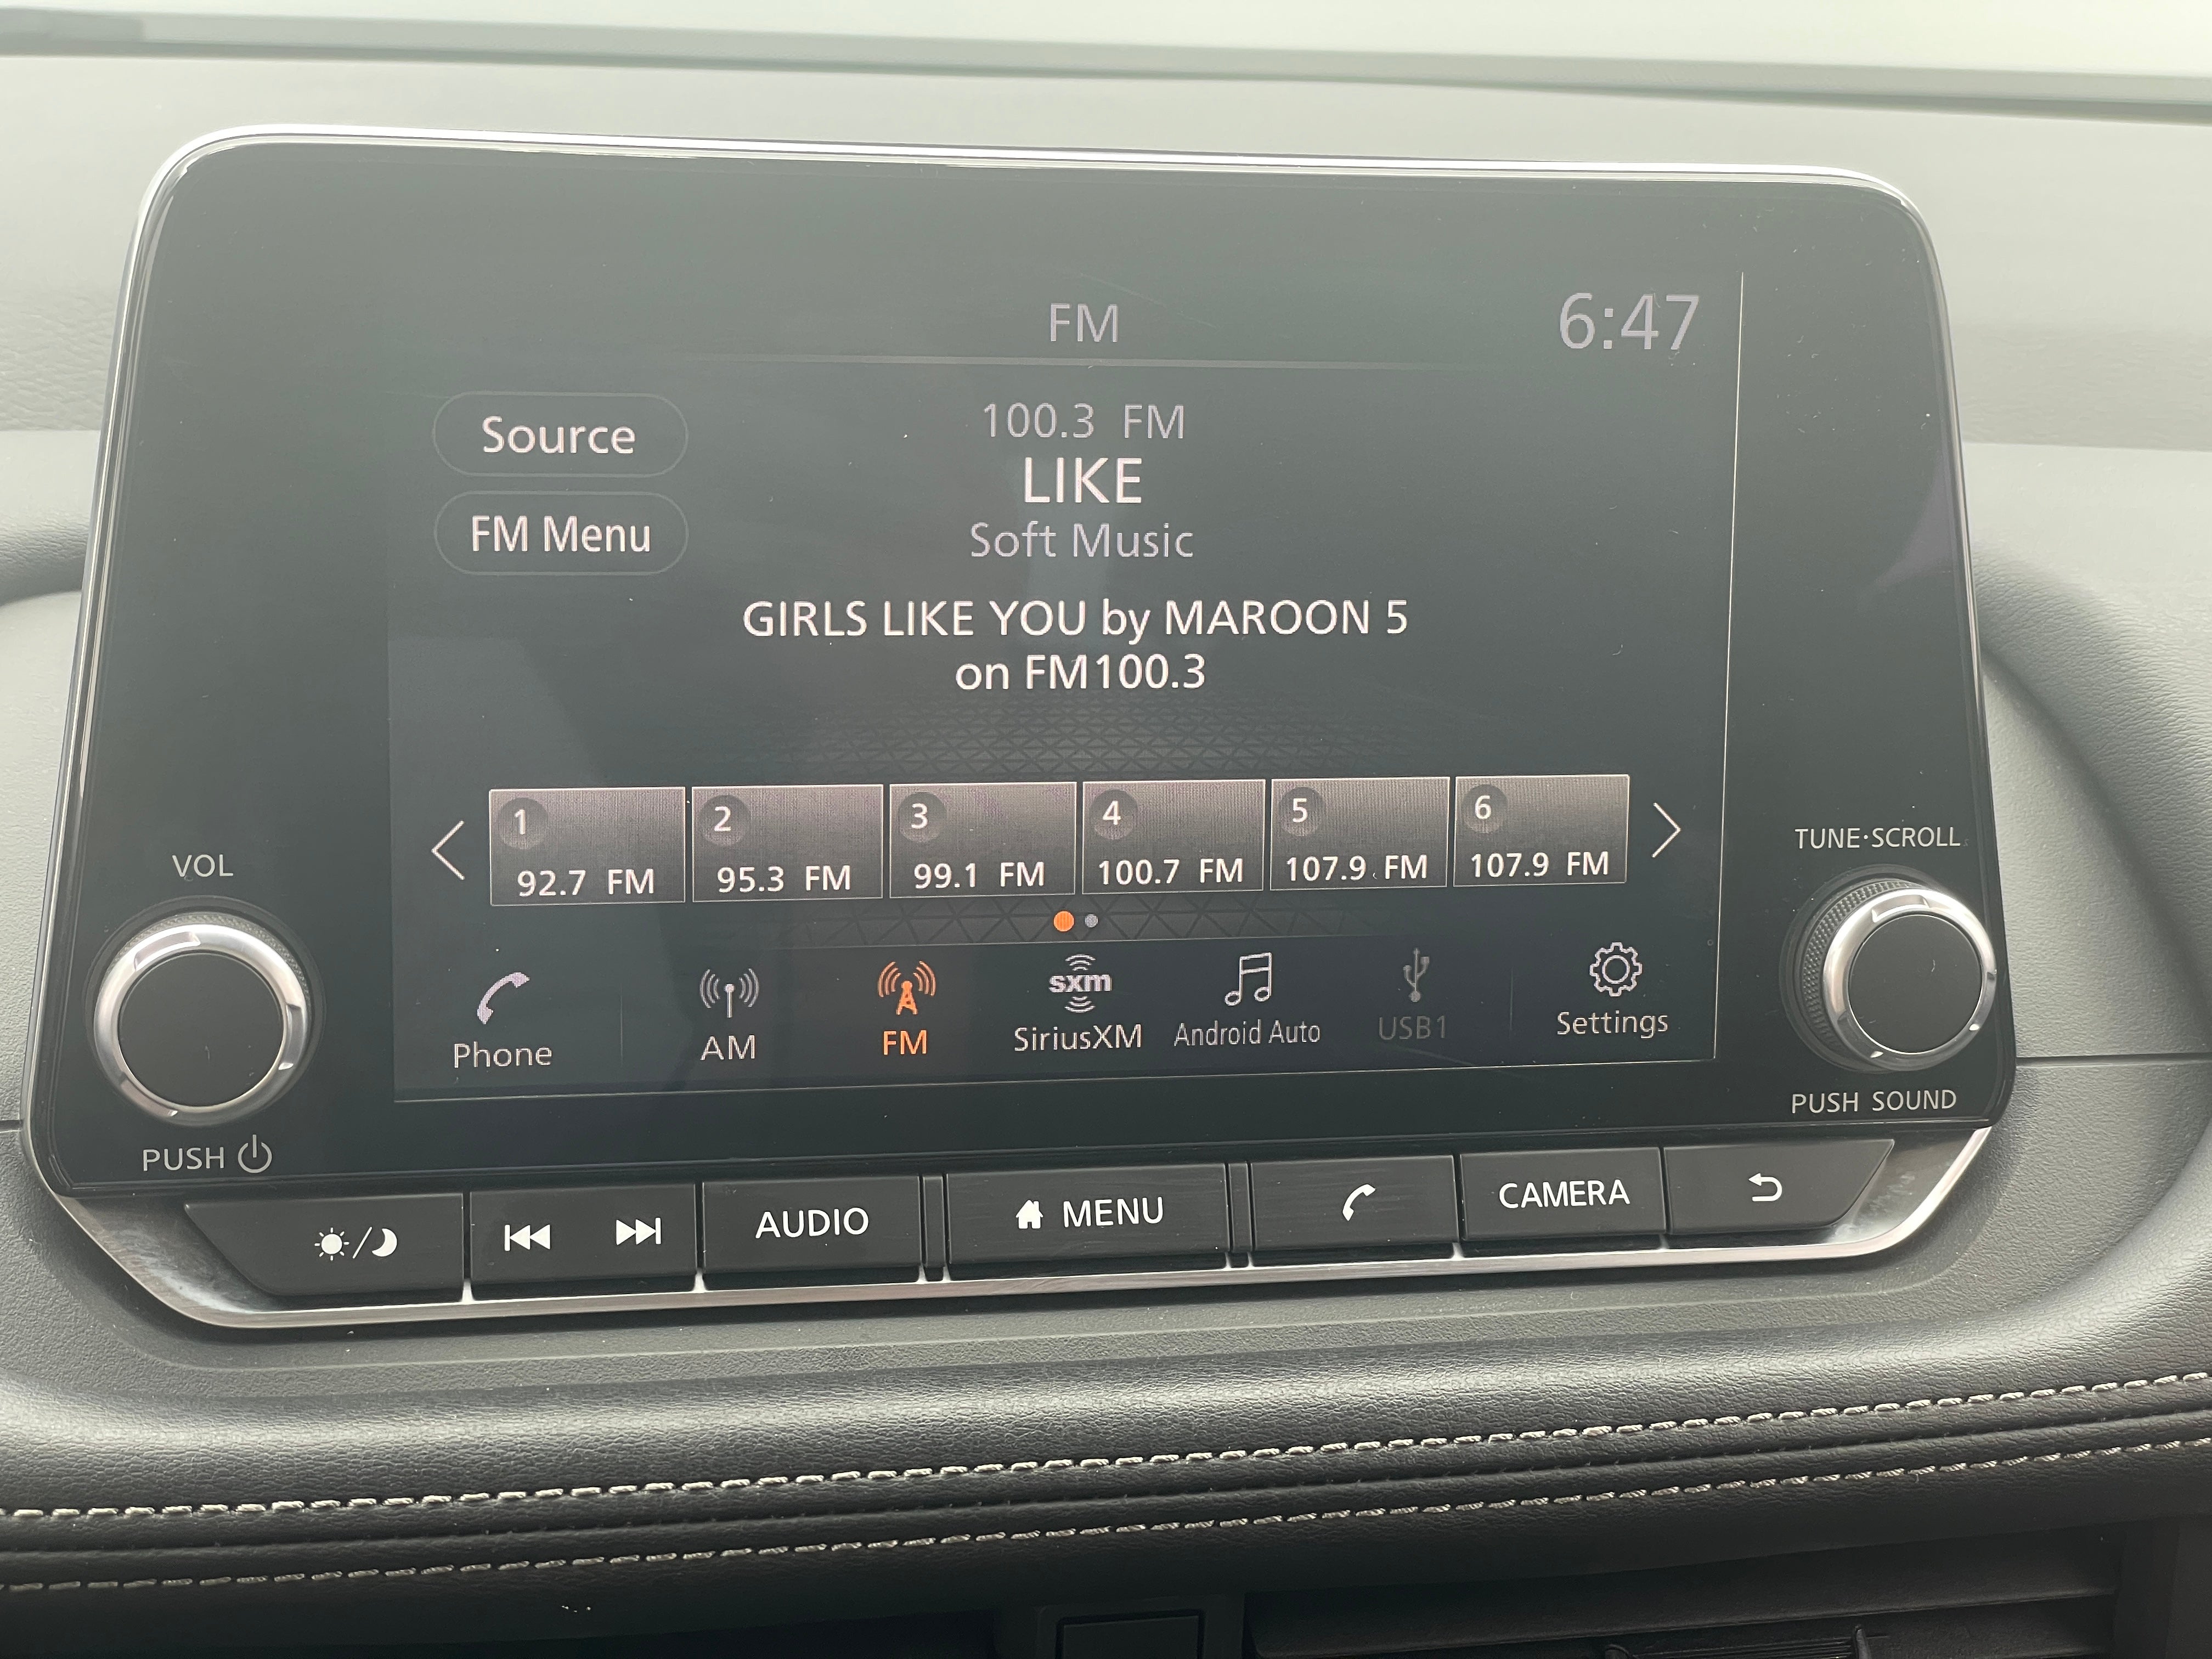 FM
6:47
Source
100.3 FM
LIKE
FM Menu
Soft Music
GIRLS LIKE YOU by MAROON 5
on FM100.3
1 2 3 4 5 6
92.7 FM 95.3 FM 99.1 FM 100.7 FM 107.9 FM 107.9 FM
VOL
TUNE·SCROLL
sxm
Phone AM FM SiriusXM Android Auto USB1 Settings
PUSH
PUSH SOUND
AUDIO MENU CAMERA